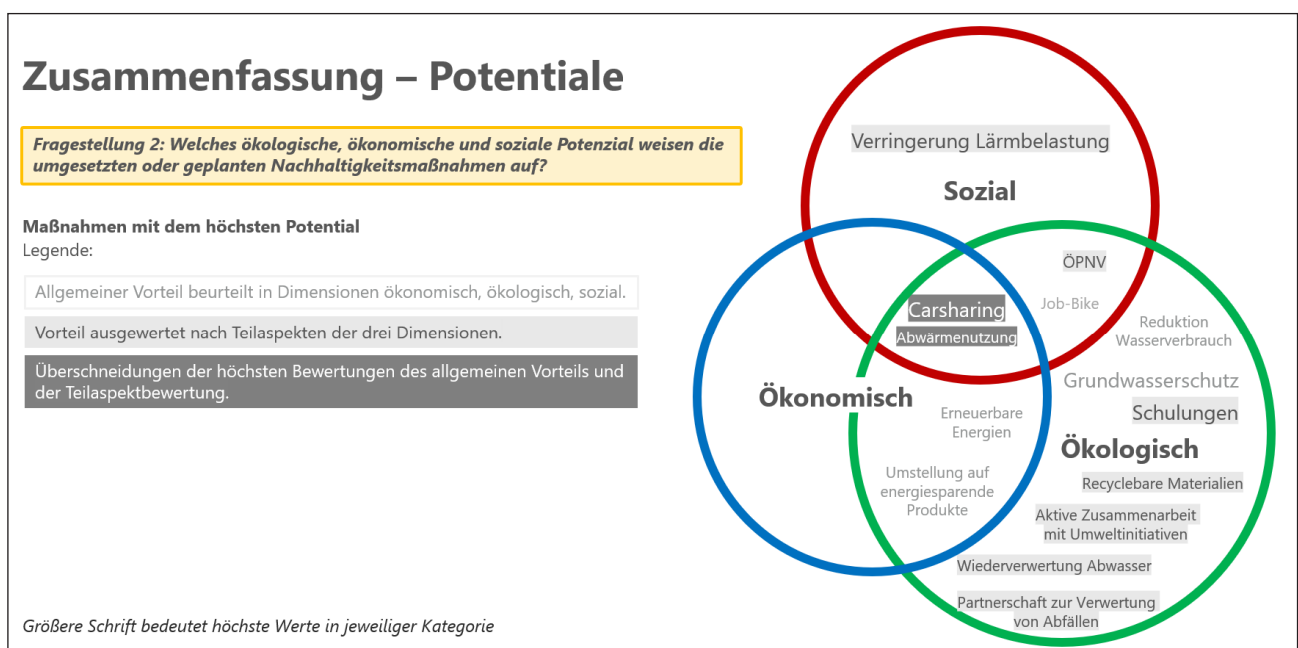 Zusammenfassung – Potentiale
Fragestellung 2: Welches ökologische, ökonomische und soziale Potenzial weisen die
umgesetzten oder geplanten Nachhaltigkeitsmaßnahmen auf?
Maßnahmen mit dem höchsten Potential
Legende:
Allgemeiner Vorteil beurteilt in Dimensionen ökonomisch, ökologisch, sozial.
Vorteil ausgewertet nach Teilaspekten der drei Dimensionen.
Überschneidungen der höchsten Bewertungen des allgemeinen Vorteils und
der Teilaspektbewertung.
Größere Schrift bedeutet höchste Werte in jeweiliger Kategorie
Verringerung Lärmbelastung
Sozial
ÖPNV
Job-Bike
Carsharing
Abwärmenutzung
Reduktion
Wasserverbrauch
Grundwasserschutz
Schulungen
Ökonomisch
Erneuerbare
Energien
Ökologisch
Umstellung auf
energiesparende
Produkte
Recyclebare Materialien
Aktive Zusammenarbeit
mit Umweltinitiativen
Wiederverwertung Abwasser
Partnerschaft zur Verwertung
von Abfällen